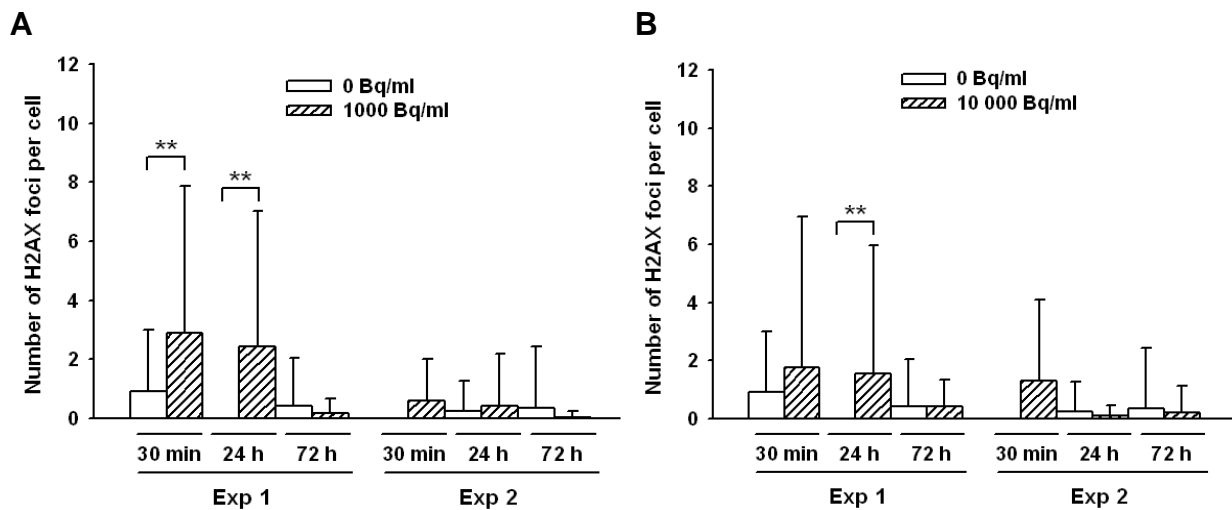 A
Number of H2AX foci per cell
12
10
8
6
4
2
0
0 Bq/ml
1000 Bq/ml
**
**
30 min 24 h 72 h 30 min 24 h 72 h
Exp 1 Exp 2
B
Number of H2AX foci per cell
12
10
8
6
4
2
0
0 Bq/ml
10 000 Bq/ml
**
30 min 24 h 72 h 30 min 24 h 72 h
Exp 1 Exp 2